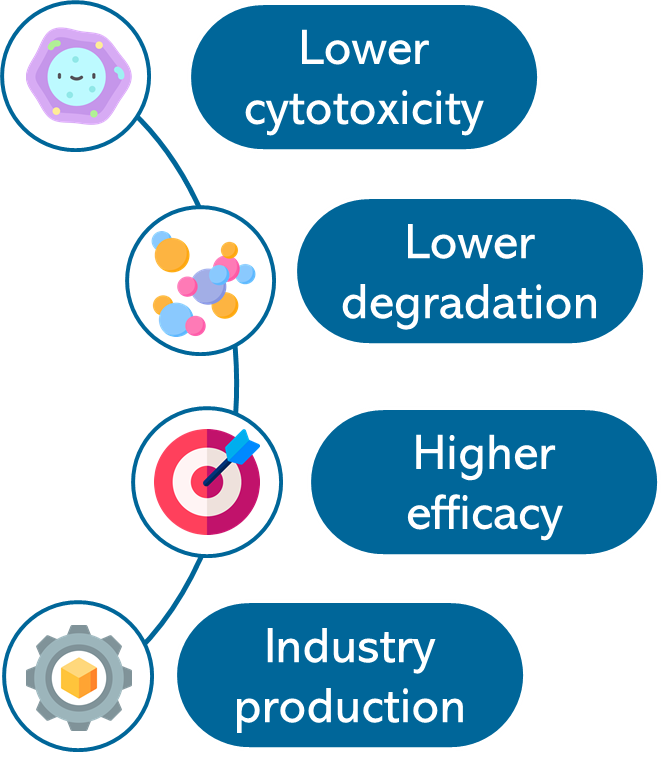 Lower
cytotoxicity
Lower
degradation
Higher
efficacy
Industry
production